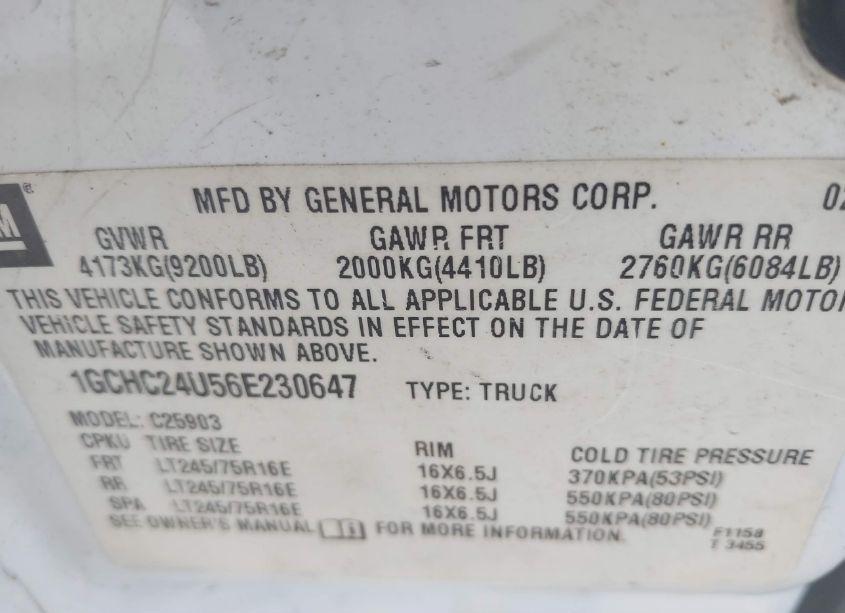 M®
MFD BY GENERAL MOTORS CORP. 02
GVWR GAWR FRT GAWR RR
4173KG(9200LB) 2000KG(4410LB) 2760KG(6084LB)
THIS VEHICLE CONFORMS TO ALL APPLICABLE U.S. FEDERAL MOTOR
VEHICLE SAFETY STANDARDS IN EFFECT ON THE DATE OF
MANUFACTURE SHOWN ABOVE.
1GCHC24U56E230647 TYPE: TRUCK
MODEL: C25903
CPKU TIRE SIZE RIM COLD TIRE PRESSURE
FRT LT245/75R16E 16X6.5J 370KPA(53PSI)
RR LT245/75R16E 16X6.5J 550KPA(80PSI)
SPA LT245/75R16E 16X6.5J 550KPA(80PSI)
SEE OWNER'S MANUAL FOR MORE INFORMATION. F1158
T 3455